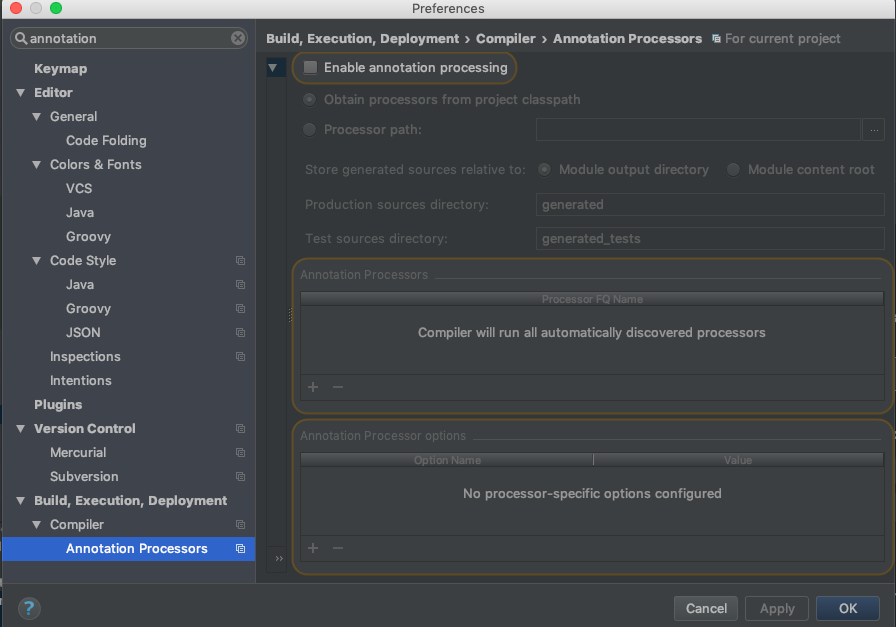 Preferences
annotation
Keymap
Editor
General
Code Folding
Colors & Fonts
VCS
Java
Groovy
Code Style
Java
Groovy
JSON
Inspections
Intentions
Plugins
Version Control
Mercurial
Subversion
Build, Execution, Deployment
Compiler
Annotation Processors
Build, Execution, Deployment › Compiler › Annotation Processors For current project
Enable annotation processing
Obtain processors from project classpath
Processor path: ...
Store generated sources relative to: Module output directory Module content root
Production sources directory: generated
Test sources directory: generated_tests
Annotation Processors
Processor FQ Name
Compiler will run all automatically discovered processors
+ −
Annotation Processor options
Option Name Value
No processor-specific options configured
+ −
»
? Cancel Apply OK